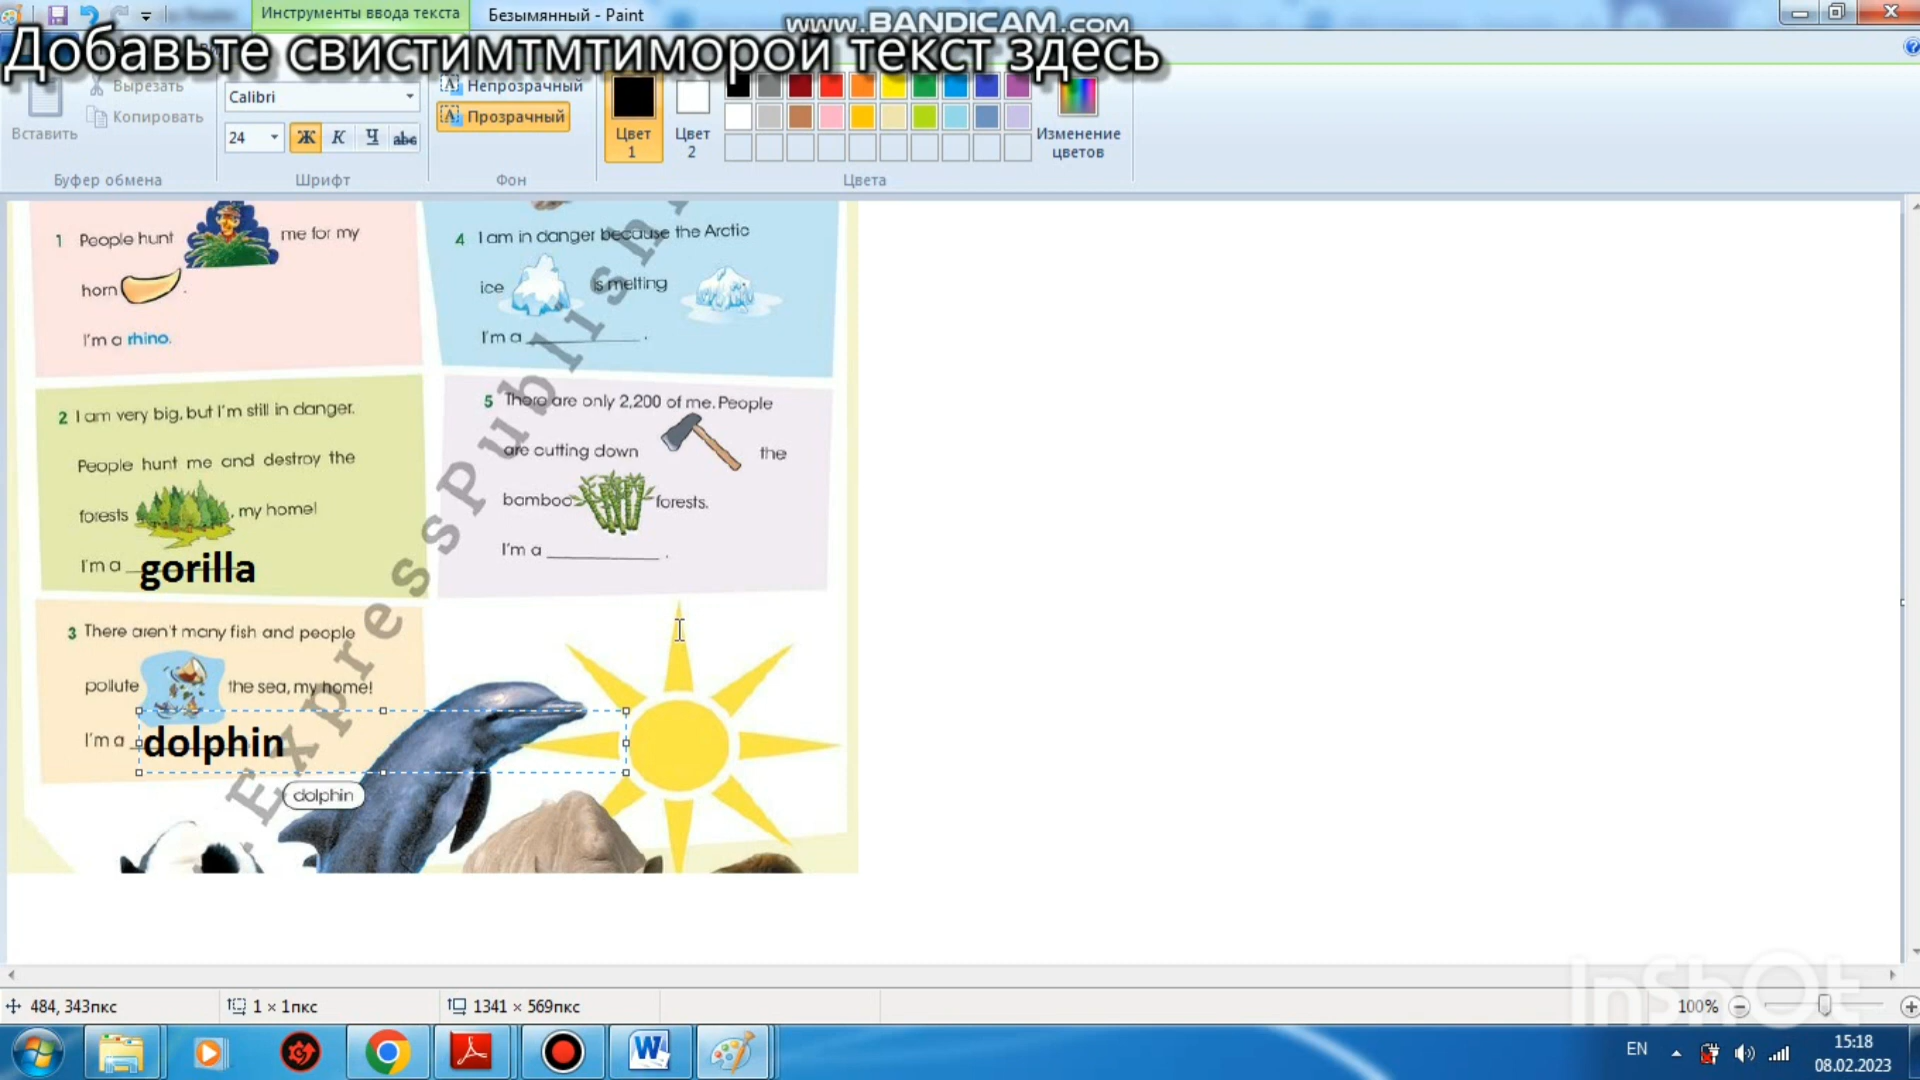 Инструменты ввода текста
Безымянный - Paint
www.BANDICAM.com
Добавьте свистимтмтиморой текст здесь
Вставить
Вырезать
Копировать
Буфер обмена
Calibri
24
Ж К Ч abc
Шрифт
Непрозрачный
Прозрачный
Фон
Цвет 1
Цвет 2
Изменение цветов
Цвета
1 People hunt me for my
horn .
I'm a rhino.
2 I am very big, but I'm still in danger.
People hunt me and destroy the
forests , my home!
I'm a gorilla
3 There aren't many fish and people
pollute the sea, my home!
I'm a dolphin
dolphin
4 I am in danger because the Arctic
ice is melting
I'm a ________ .
5 There are only 2,200 of me. People
are cutting down the
bamboo forests.
I'm a ________ .
ExpressPublish
InShOt
484, 343пкс
1 × 1пкс
1341 × 569пкс
100%
EN
15:18
08.02.2023